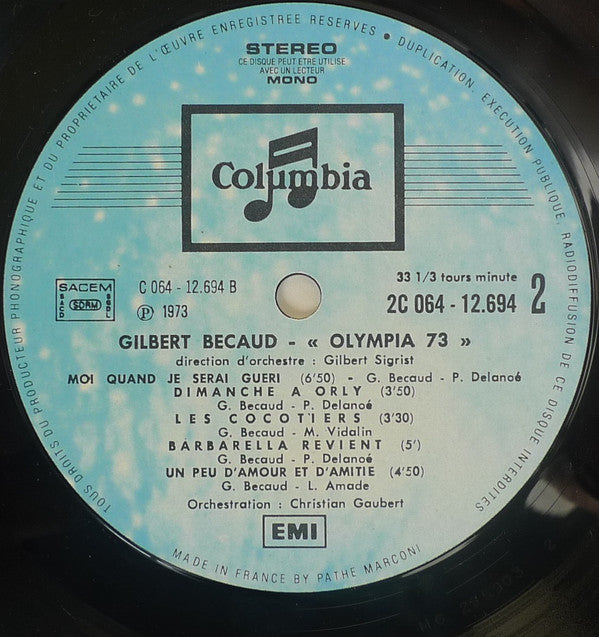 TOUS DROITS DU PRODUCTEUR PHONOGRAPHIQUE ET DU PROPRIETAIRE DE L'ŒUVRE ENREGISTREE RESERVES • DUPLICATION EXECUTION PUBLIQUE, RADIODIFFUSION DE CE DISQUE INTERDITES
STEREO
CE DISQUE PEUT ETRE UTILISE
AVEC UN LECTEUR
MONO
Columbia
SACEM
SACD
SDRM
SGDL
C 064 - 12.694 B
Ⓟ 1973
33 1/3 tours minute
2C 064 - 12.694 2
GILBERT BECAUD - « OLYMPIA 73 »
direction d'orchestre : Gilbert Sigrist
MOI QUAND JE SERAI GUERI (6'50) - G. Becaud - P. Delanoé
DIMANCHE A ORLY (3'50)
G. Becaud - P. Delanoé
LES COCOTIERS (3'30)
G. Becaud - M. Vidalin
BARBARELLA REVIENT (5')
G. Becaud - P. Delanoé
UN PEU D'AMOUR ET D'AMITIE (4'50)
G. Becaud - L. Amade
Orchestration : Christian Gaubert
EMI
MADE IN FRANCE BY PATHE MARCONI